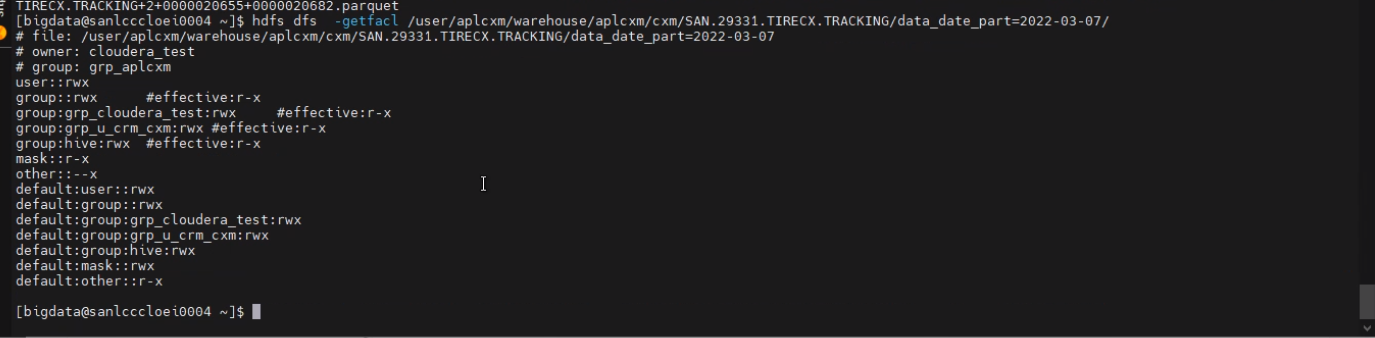 TIRECX.TRACKING+2+0000020655+0000020682.parquet
[bigdata@sanlcccloei0004 ~]$ hdfs dfs  -getfacl /user/aplcxm/warehouse/aplcxm/cxm/SAN.29331.TIRECX.TRACKING/data_date_part=2022-03-07/
# file: /user/aplcxm/warehouse/aplcxm/cxm/SAN.29331.TIRECX.TRACKING/data_date_part=2022-03-07
# owner: cloudera_test
# group: grp_aplcxm
user::rwx
group::rwx      #effective:r-x
group:grp_cloudera_test:rwx     #effective:r-x
group:grp_u_crm_cxm:rwx #effective:r-x
group:hive:rwx  #effective:r-x
mask::r-x
other::--x
default:user::rwx
default:group::rwx
default:group:grp_cloudera_test:rwx
default:group:grp_u_crm_cxm:rwx
default:group:hive:rwx
default:mask::rwx
default:other::r-x
[bigdata@sanlcccloei0004 ~]$